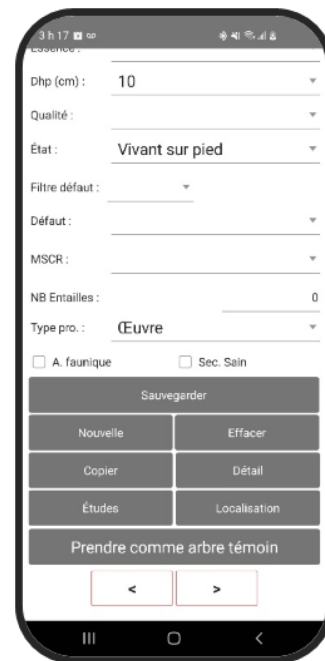 3 h 17
Essence :
Dhp (cm) : 10
Qualité :
État : Vivant sur pied
Filtre défaut :
Défaut :
MSCR :
NB Entailles : 0
Type pro. : Œuvre
A. faunique Sec. Sain
Sauvegarder
Nouvelle Effacer
Copier Détail
Études Localisation
Prendre comme arbre témoin
< >